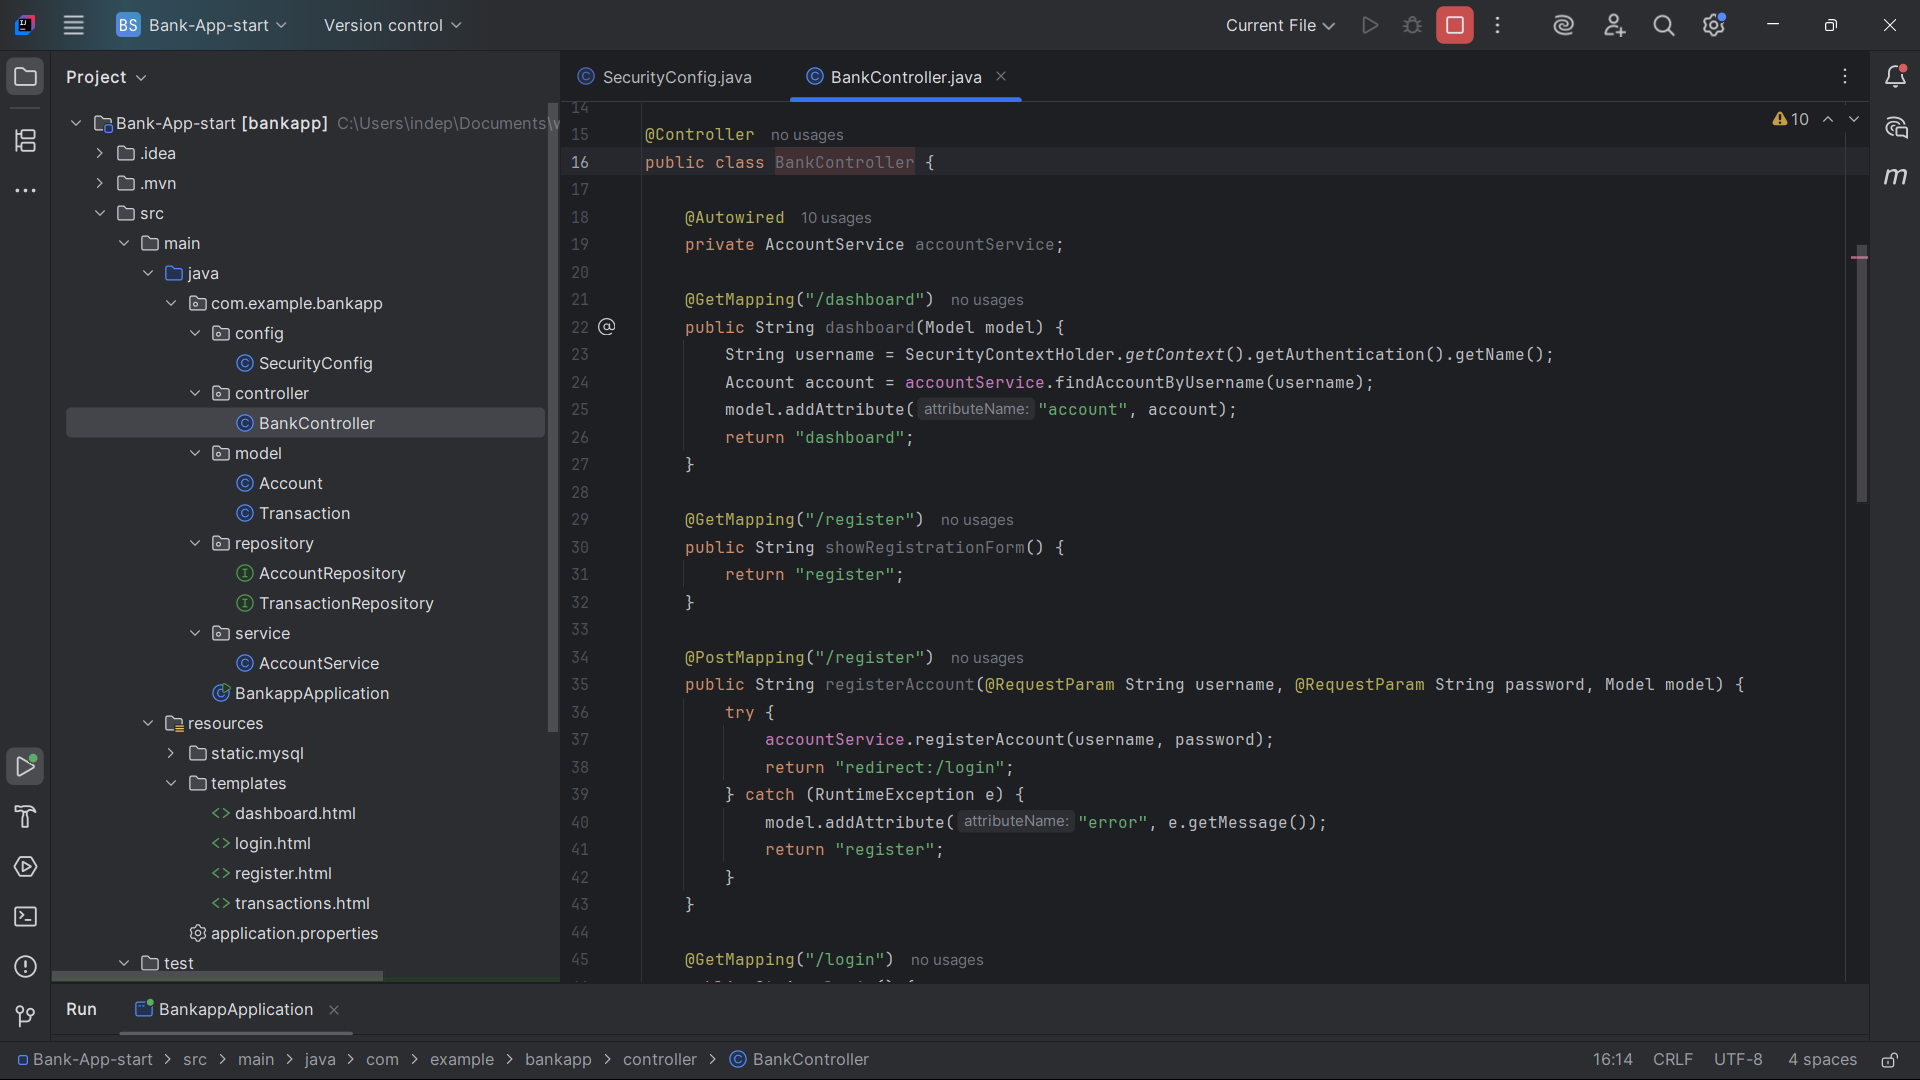 BS Bank-App-start
Version control
Current File
Project
SecurityConfig.java
BankController.java
10
Bank-App-start [bankapp] C:\Users\indep\Documents\
.idea
.mvn
src
main
java
com.example.bankapp
config
SecurityConfig
controller
BankController
model
Account
Transaction
repository
AccountRepository
TransactionRepository
service
AccountService
BankappApplication
resources
static.mysql
templates
dashboard.html
login.html
register.html
transactions.html
application.properties
test
14
15 @Controller no usages
16 public class BankController {
17
18 @Autowired 10 usages
19 private AccountService accountService;
20
21 @GetMapping("/dashboard") no usages
22 public String dashboard(Model model) {
23 String username = SecurityContextHolder.getContext().getAuthentication().getName();
24 Account account = accountService.findAccountByUsername(username);
25 model.addAttribute( attributeName: "account", account);
26 return "dashboard";
27 }
28
29 @GetMapping("/register") no usages
30 public String showRegistrationForm() {
31 return "register";
32 }
33
34 @PostMapping("/register") no usages
35 public String registerAccount(@RequestParam String username, @RequestParam String password, Model model) {
36 try {
37 accountService.registerAccount(username, password);
38 return "redirect:/login";
39 } catch (RuntimeException e) {
40 model.addAttribute( attributeName: "error", e.getMessage());
41 return "register";
42 }
43 }
44
45 @GetMapping("/login") no usages
m
Run
BankappApplication
Bank-App-start > src > main > java > com > example > bankapp > controller > BankController
16:14 CRLF UTF-8 4 spaces